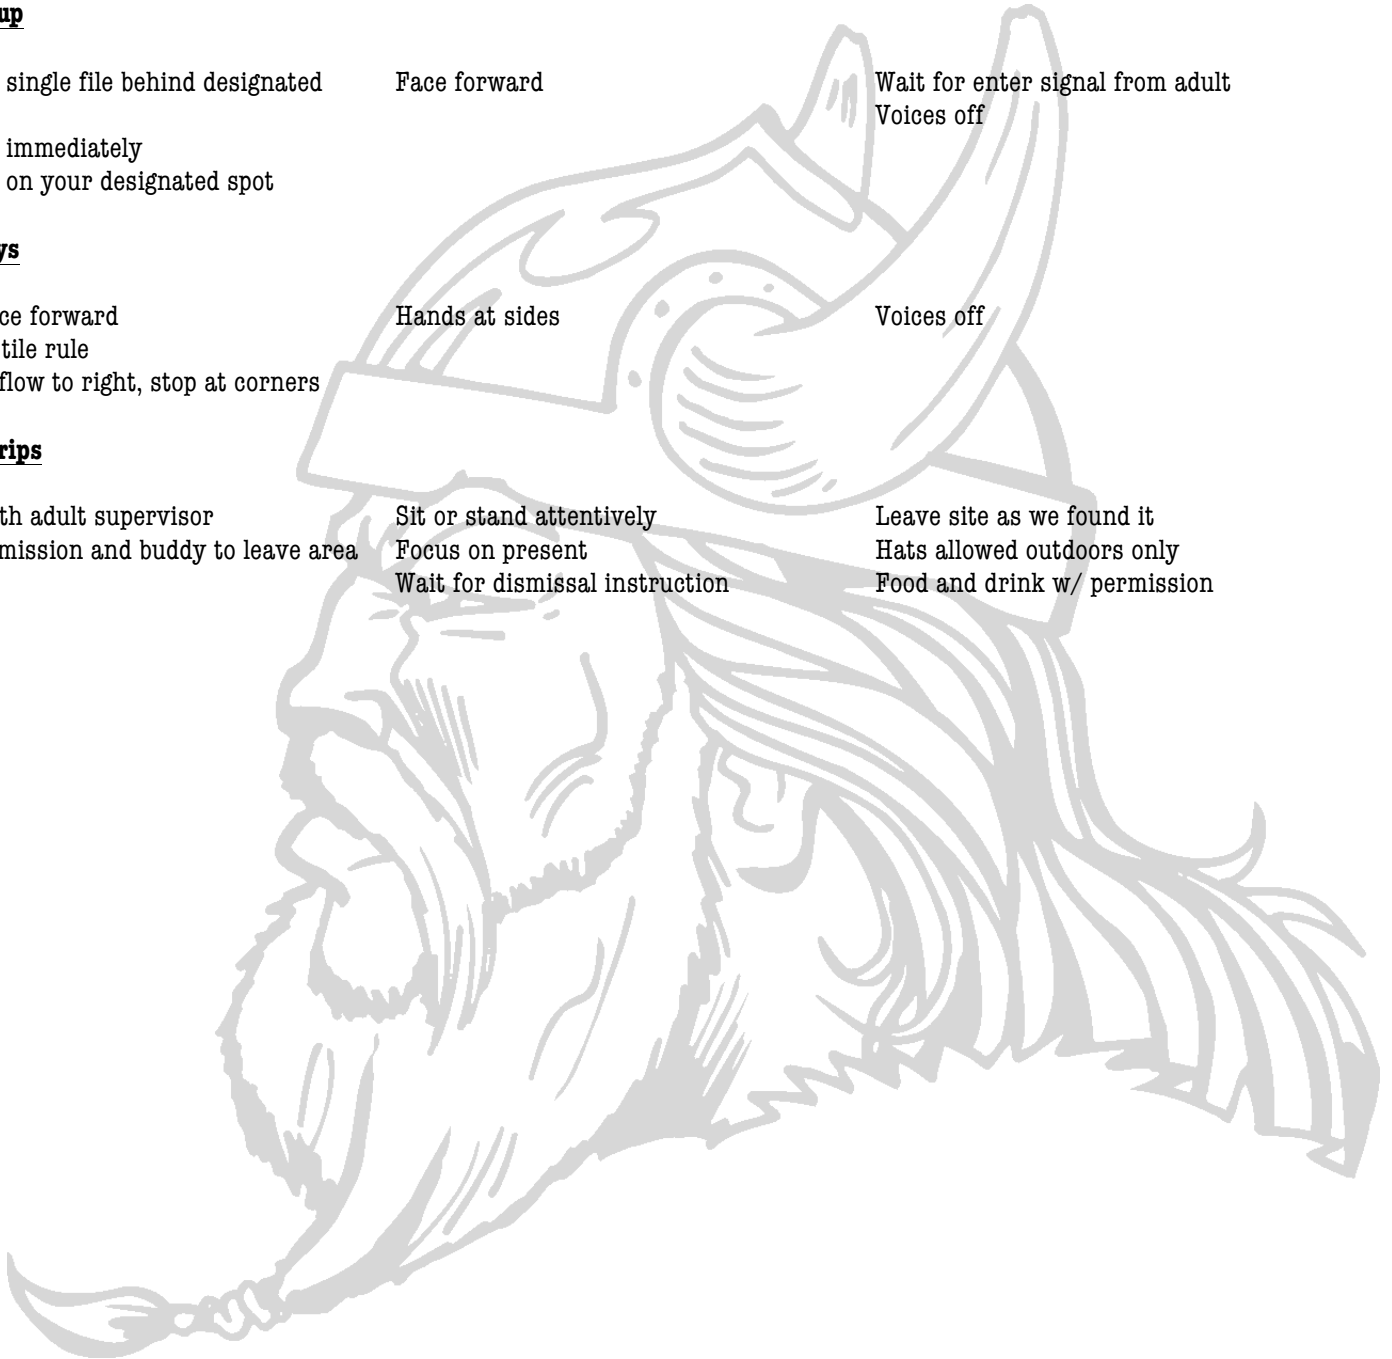 up
single file behind designated Face forward Wait for enter signal from adult
Voices off
immediately
on your designated spot
ys
ce forward Hands at sides Voices off
tile rule
flow to right, stop at corners
rips
th adult supervisor Sit or stand attentively Leave site as we found it
mission and buddy to leave area Focus on present Hats allowed outdoors only
Wait for dismissal instruction Food and drink w/ permission